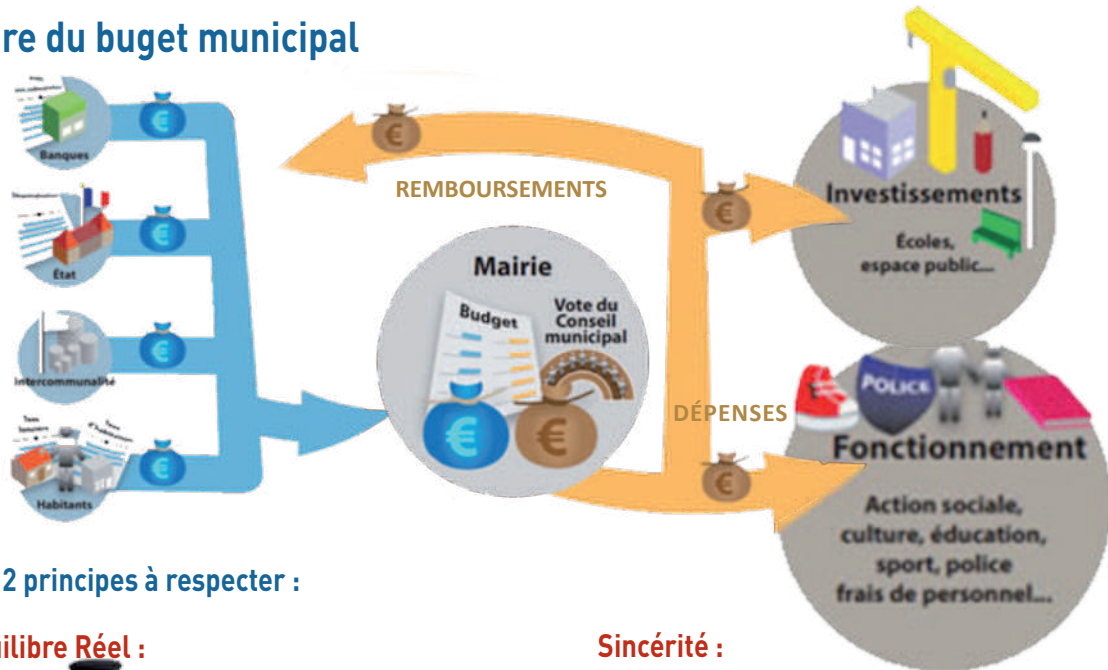 re du buget municipal
Banques
État
Intercommunalité
Habitants
REMBOURSEMENTS
Mairie
Budget
Vote du
Conseil
municipal
DÉPENSES
Investissements
Écoles,
espace public...
POLICE
Fonctionnement
Action sociale,
culture, éducation,
sport, police
frais de personnel...
2 principes à respecter :
uilibre Réel :
Sincérité :